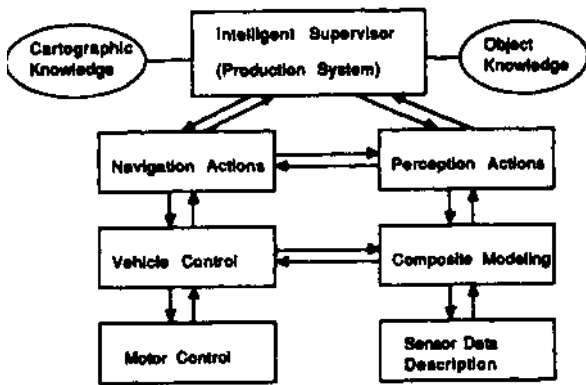 Cartographic
Knowledge
Intelligent Supervisor
(Production System)
Object
Knowledge
Navigation Actions
Perception Actions
Vehicle Control
Composite Modeling
Motor Control
Sensor Data
Description